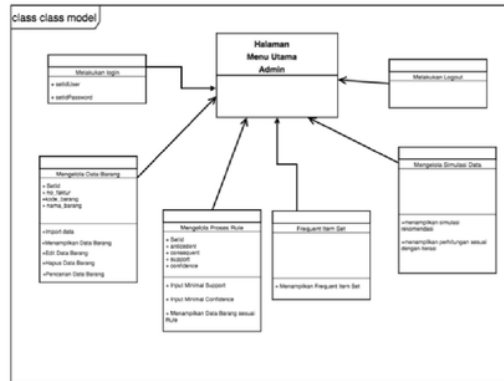 class class model
Halaman
Menu Utama
Admin
Melakukan login
+ setIdUser
+ setIdPassword
Melakukan Logout
Mengelola Data Barang
+ SetId
+ no_faktur
+kode_barang
+ nama_barang
+Import data
+Menampilkan Data Barang
+Edit Data Barang
+Hapus Data Barang
+Pencarian Data Barang
Mengelola Proses Rule
+ SetId
+ antecedent
+ consequent
+ support
+ confidence
+ Input Minimal Support
+ Input Minimal Confidence
+ Menampilkan Data Barang sesuai
Rule
Frequent Item Set
+ Menampilkan Frequent Item Set
Mengelola Simulasi Data
+menampilkan simulasi
rekomendasi
+menampilkan perhitungan sesuai
dengan iterasi